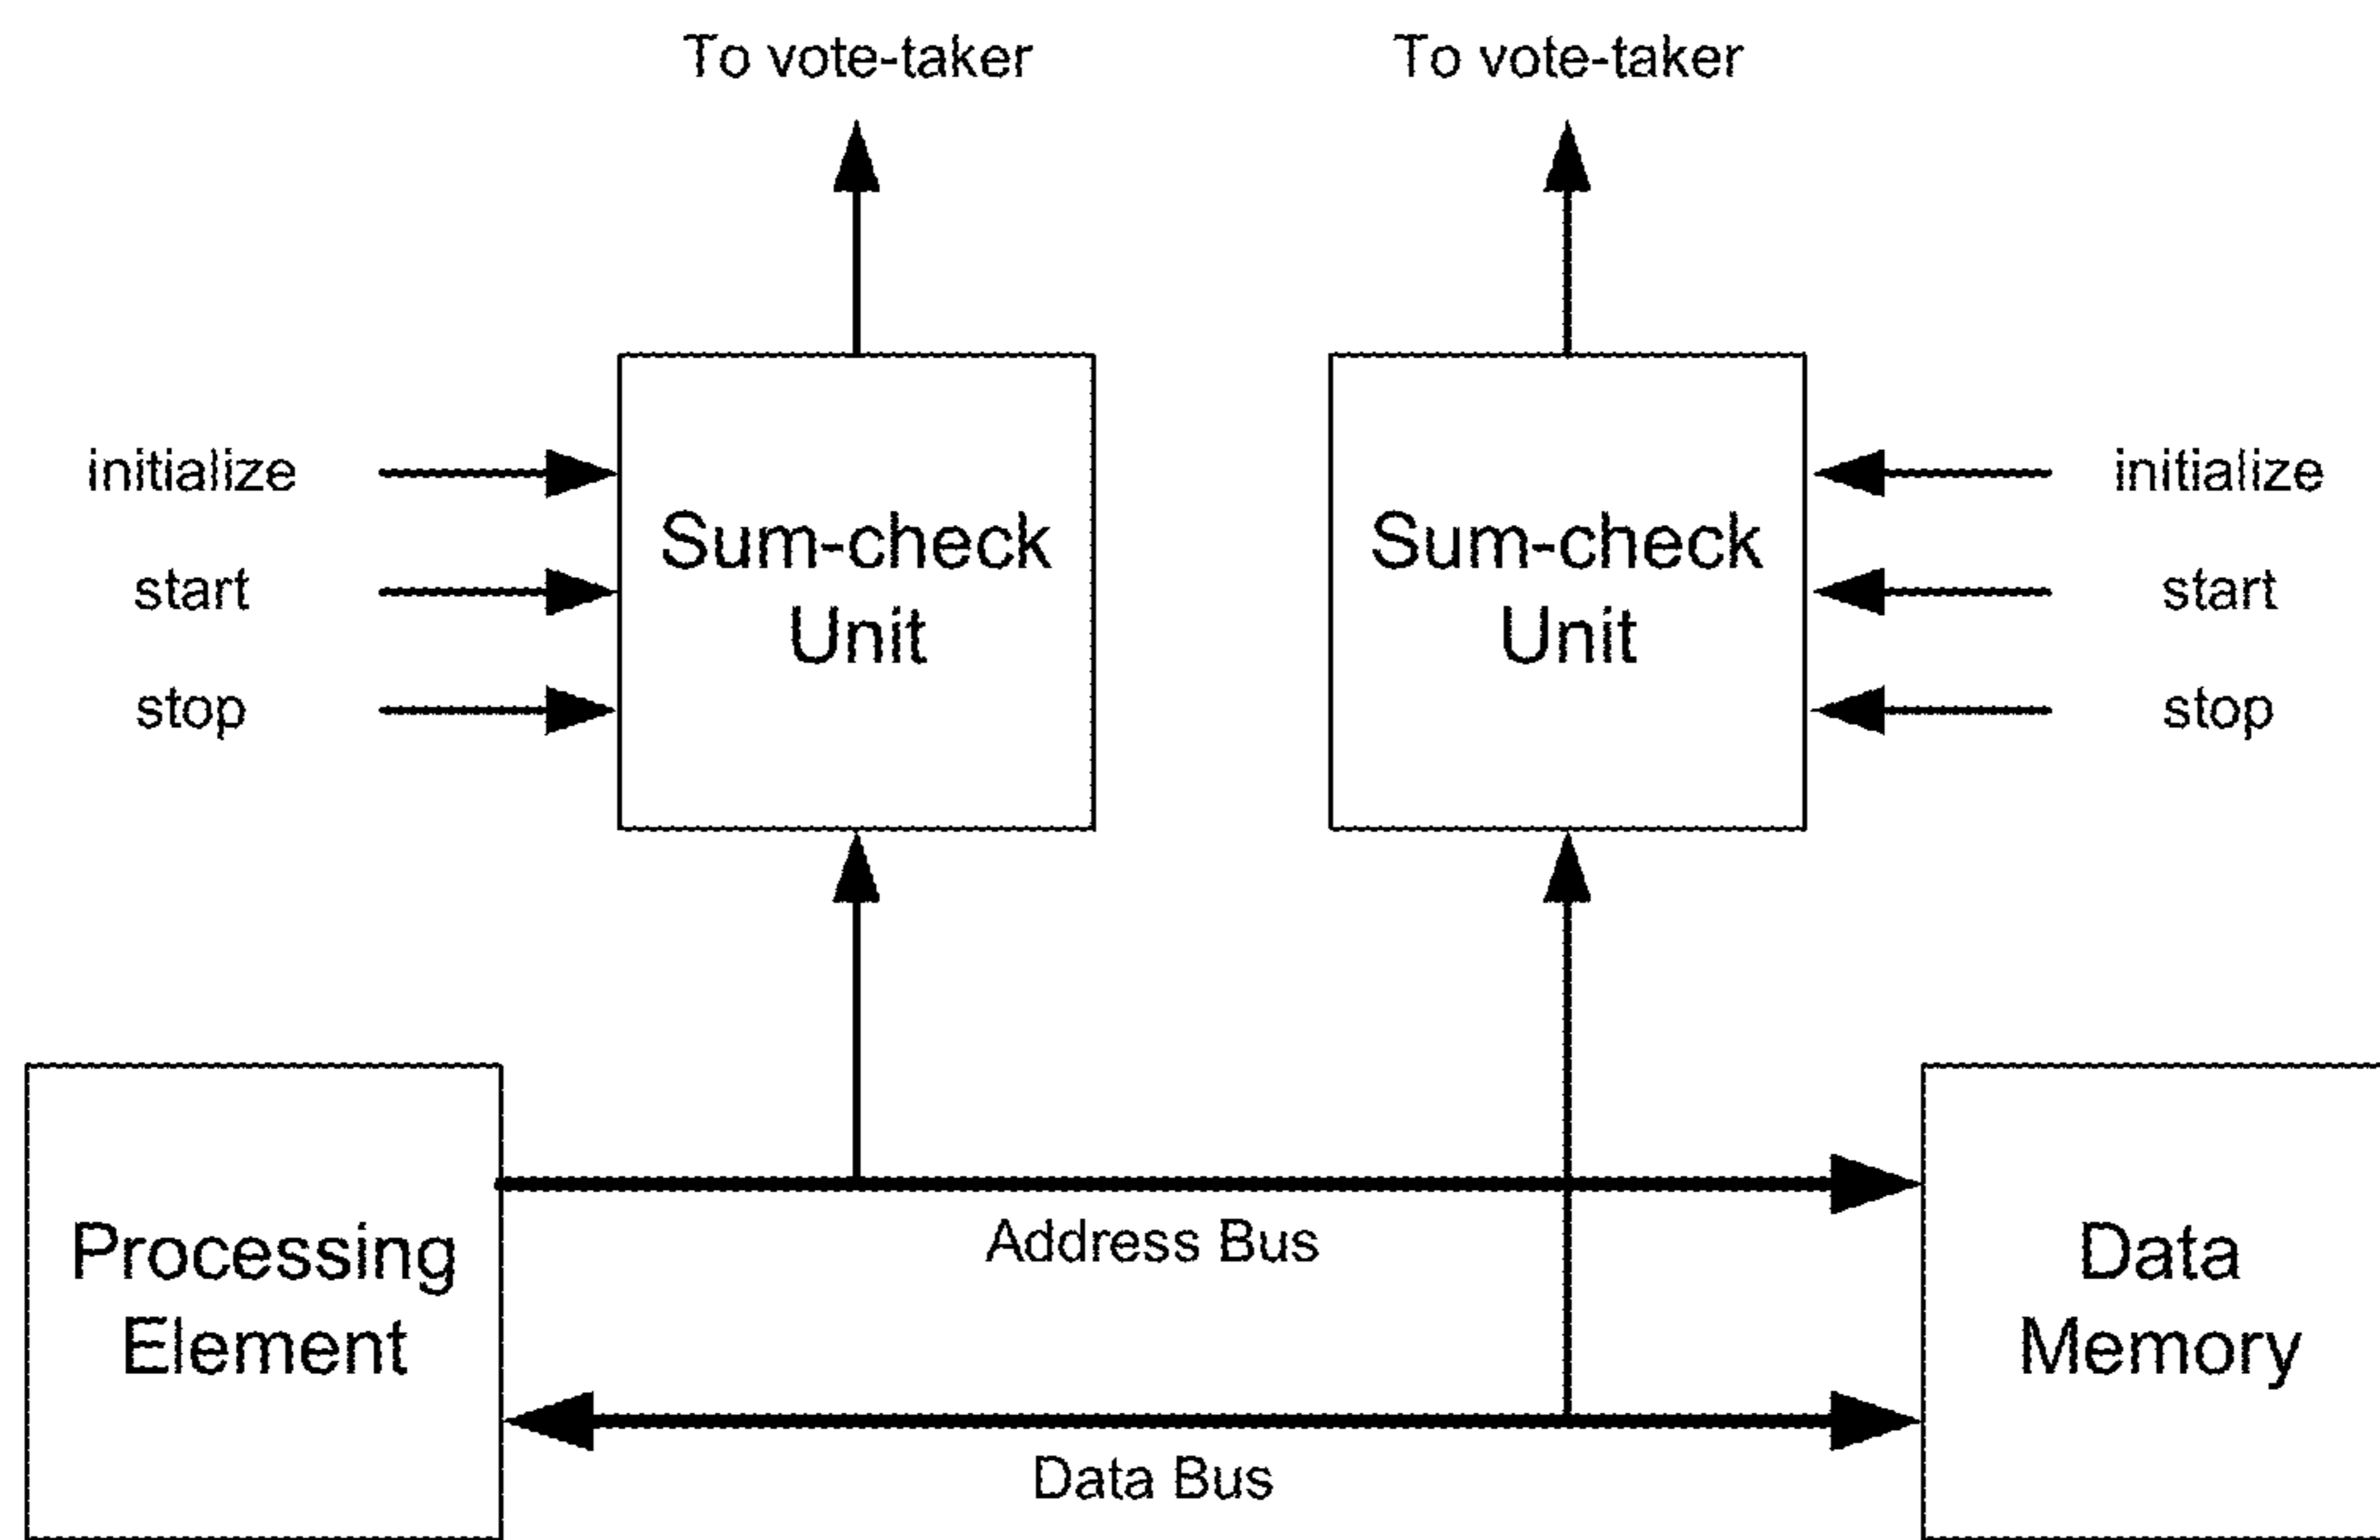 To vote-taker
To vote-taker
initialize
start
stop
Sum-check
Unit
Sum-check
Unit
initialize
start
stop
Processing
Element
Address Bus
Data Bus
Data
Memory